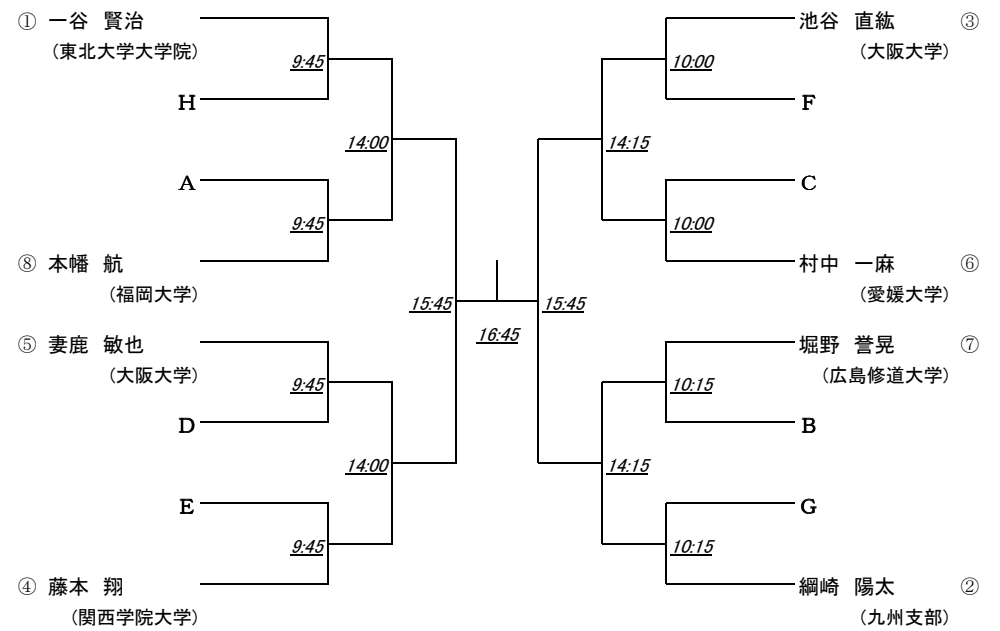 ① 一谷 賢治
（東北大学大学院）
9:45
H
14:00
A
9:45
⑧ 本幡 航
（福岡大学）
15:45
⑤ 妻鹿 敏也
（大阪大学）
9:45
D
14:00
E
9:45
④ 藤本 翔
（関西学院大学）
16:45
池谷 直紘 ③
（大阪大学）
10:00
F
14:15
C
10:00
村中 一麻 ⑥
（愛媛大学）
15:45
堀野 誉晃 ⑦
（広島修道大学）
10:15
B
14:15
G
10:15
綱崎 陽太 ②
（九州支部）